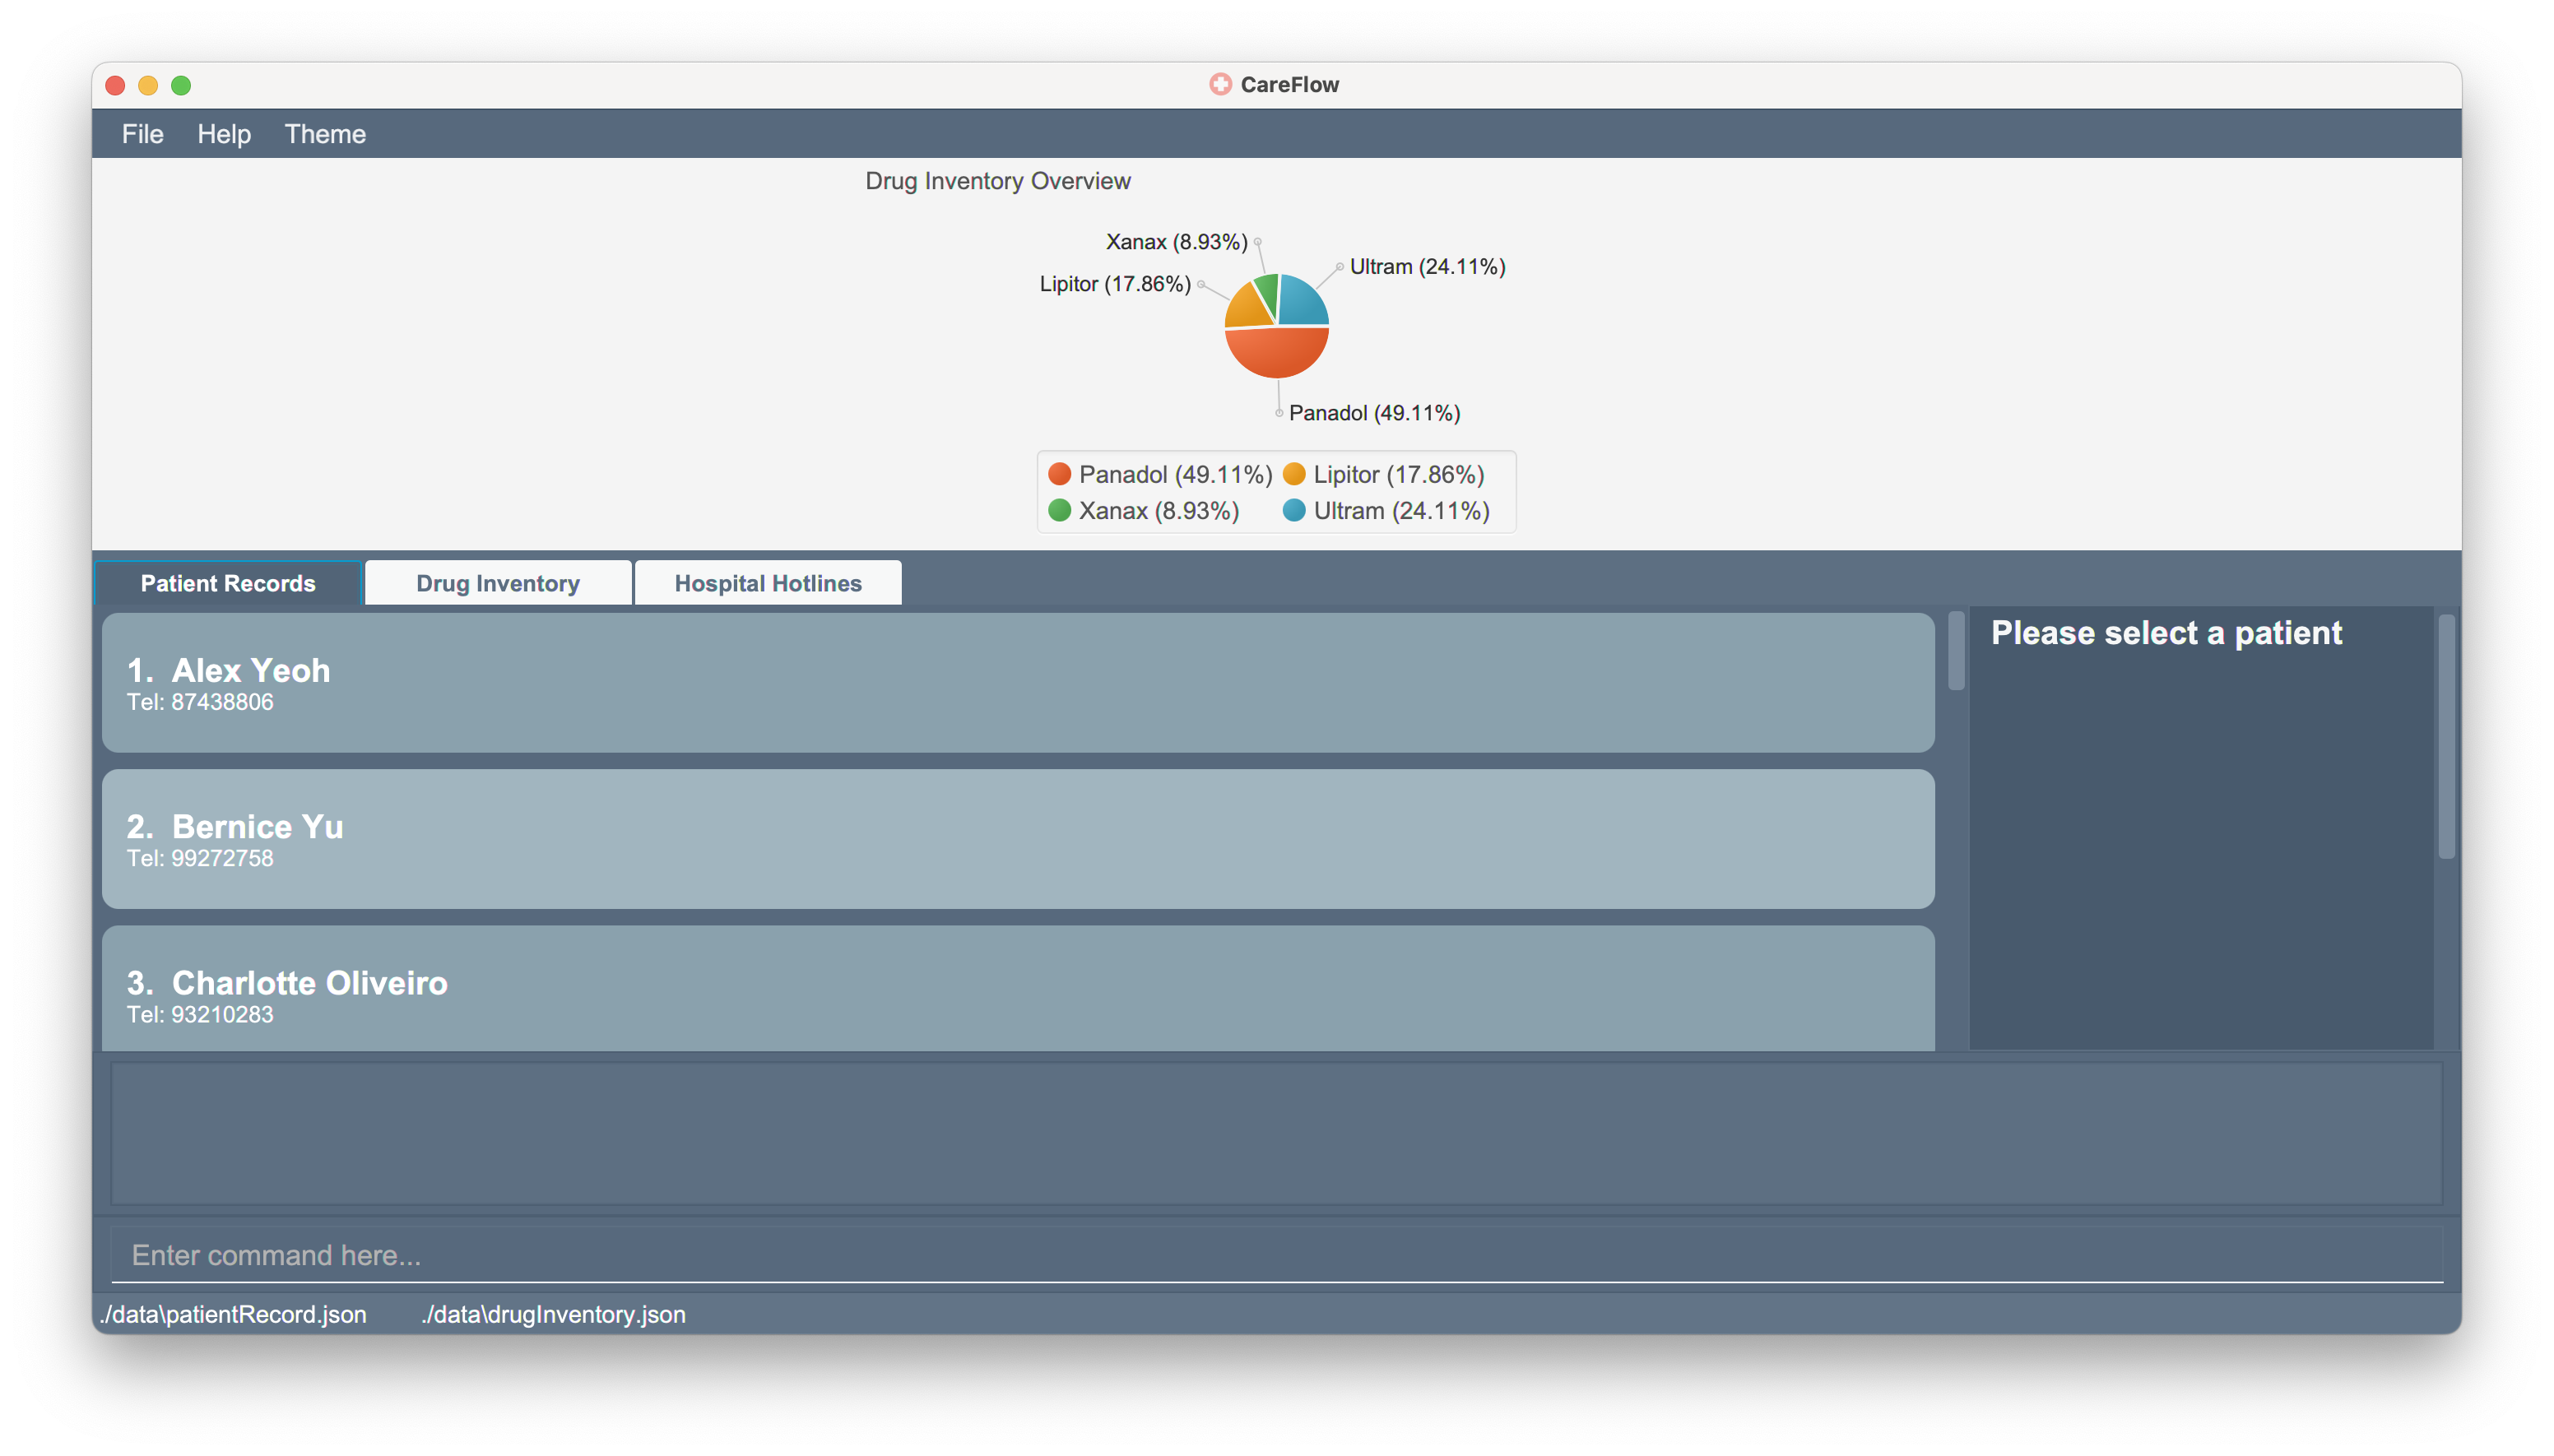 CareFlow
File Help Theme
Drug Inventory Overview
Xanax (8.93%)
Ultram (24.11%)
Lipitor (17.86%)
Panadol (49.11%)
Panadol (49.11%) Lipitor (17.86%)
Xanax (8.93%) Ultram (24.11%)
Patient Records Drug Inventory Hospital Hotlines
1. Alex Yeoh
Tel: 87438806
2. Bernice Yu
Tel: 99272758
3. Charlotte Oliveiro
Tel: 93210283
Please select a patient
Enter command here...
./data\patientRecord.json ./data\drugInventory.json